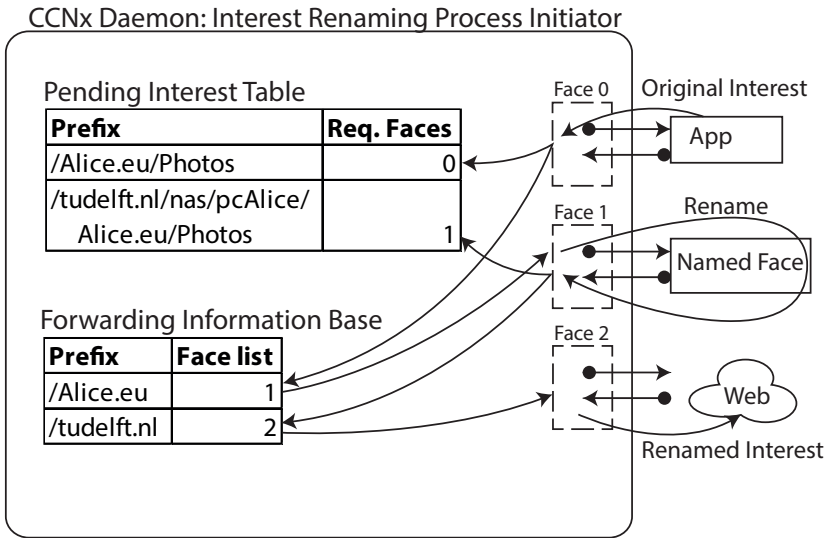 CCNx Daemon: Interest Renaming Process Initiator
Pending Interest Table
Prefix Req. Faces
/Alice.eu/Photos 0
/tudelft.nl/nas/pcAlice/
Alice.eu/Photos 1
Forwarding Information Base
Prefix Face list
/Alice.eu 1
/tudelft.nl 2
Face 0
Original Interest
App
Face 1
Rename
Named Face
Face 2
Web
Renamed Interest